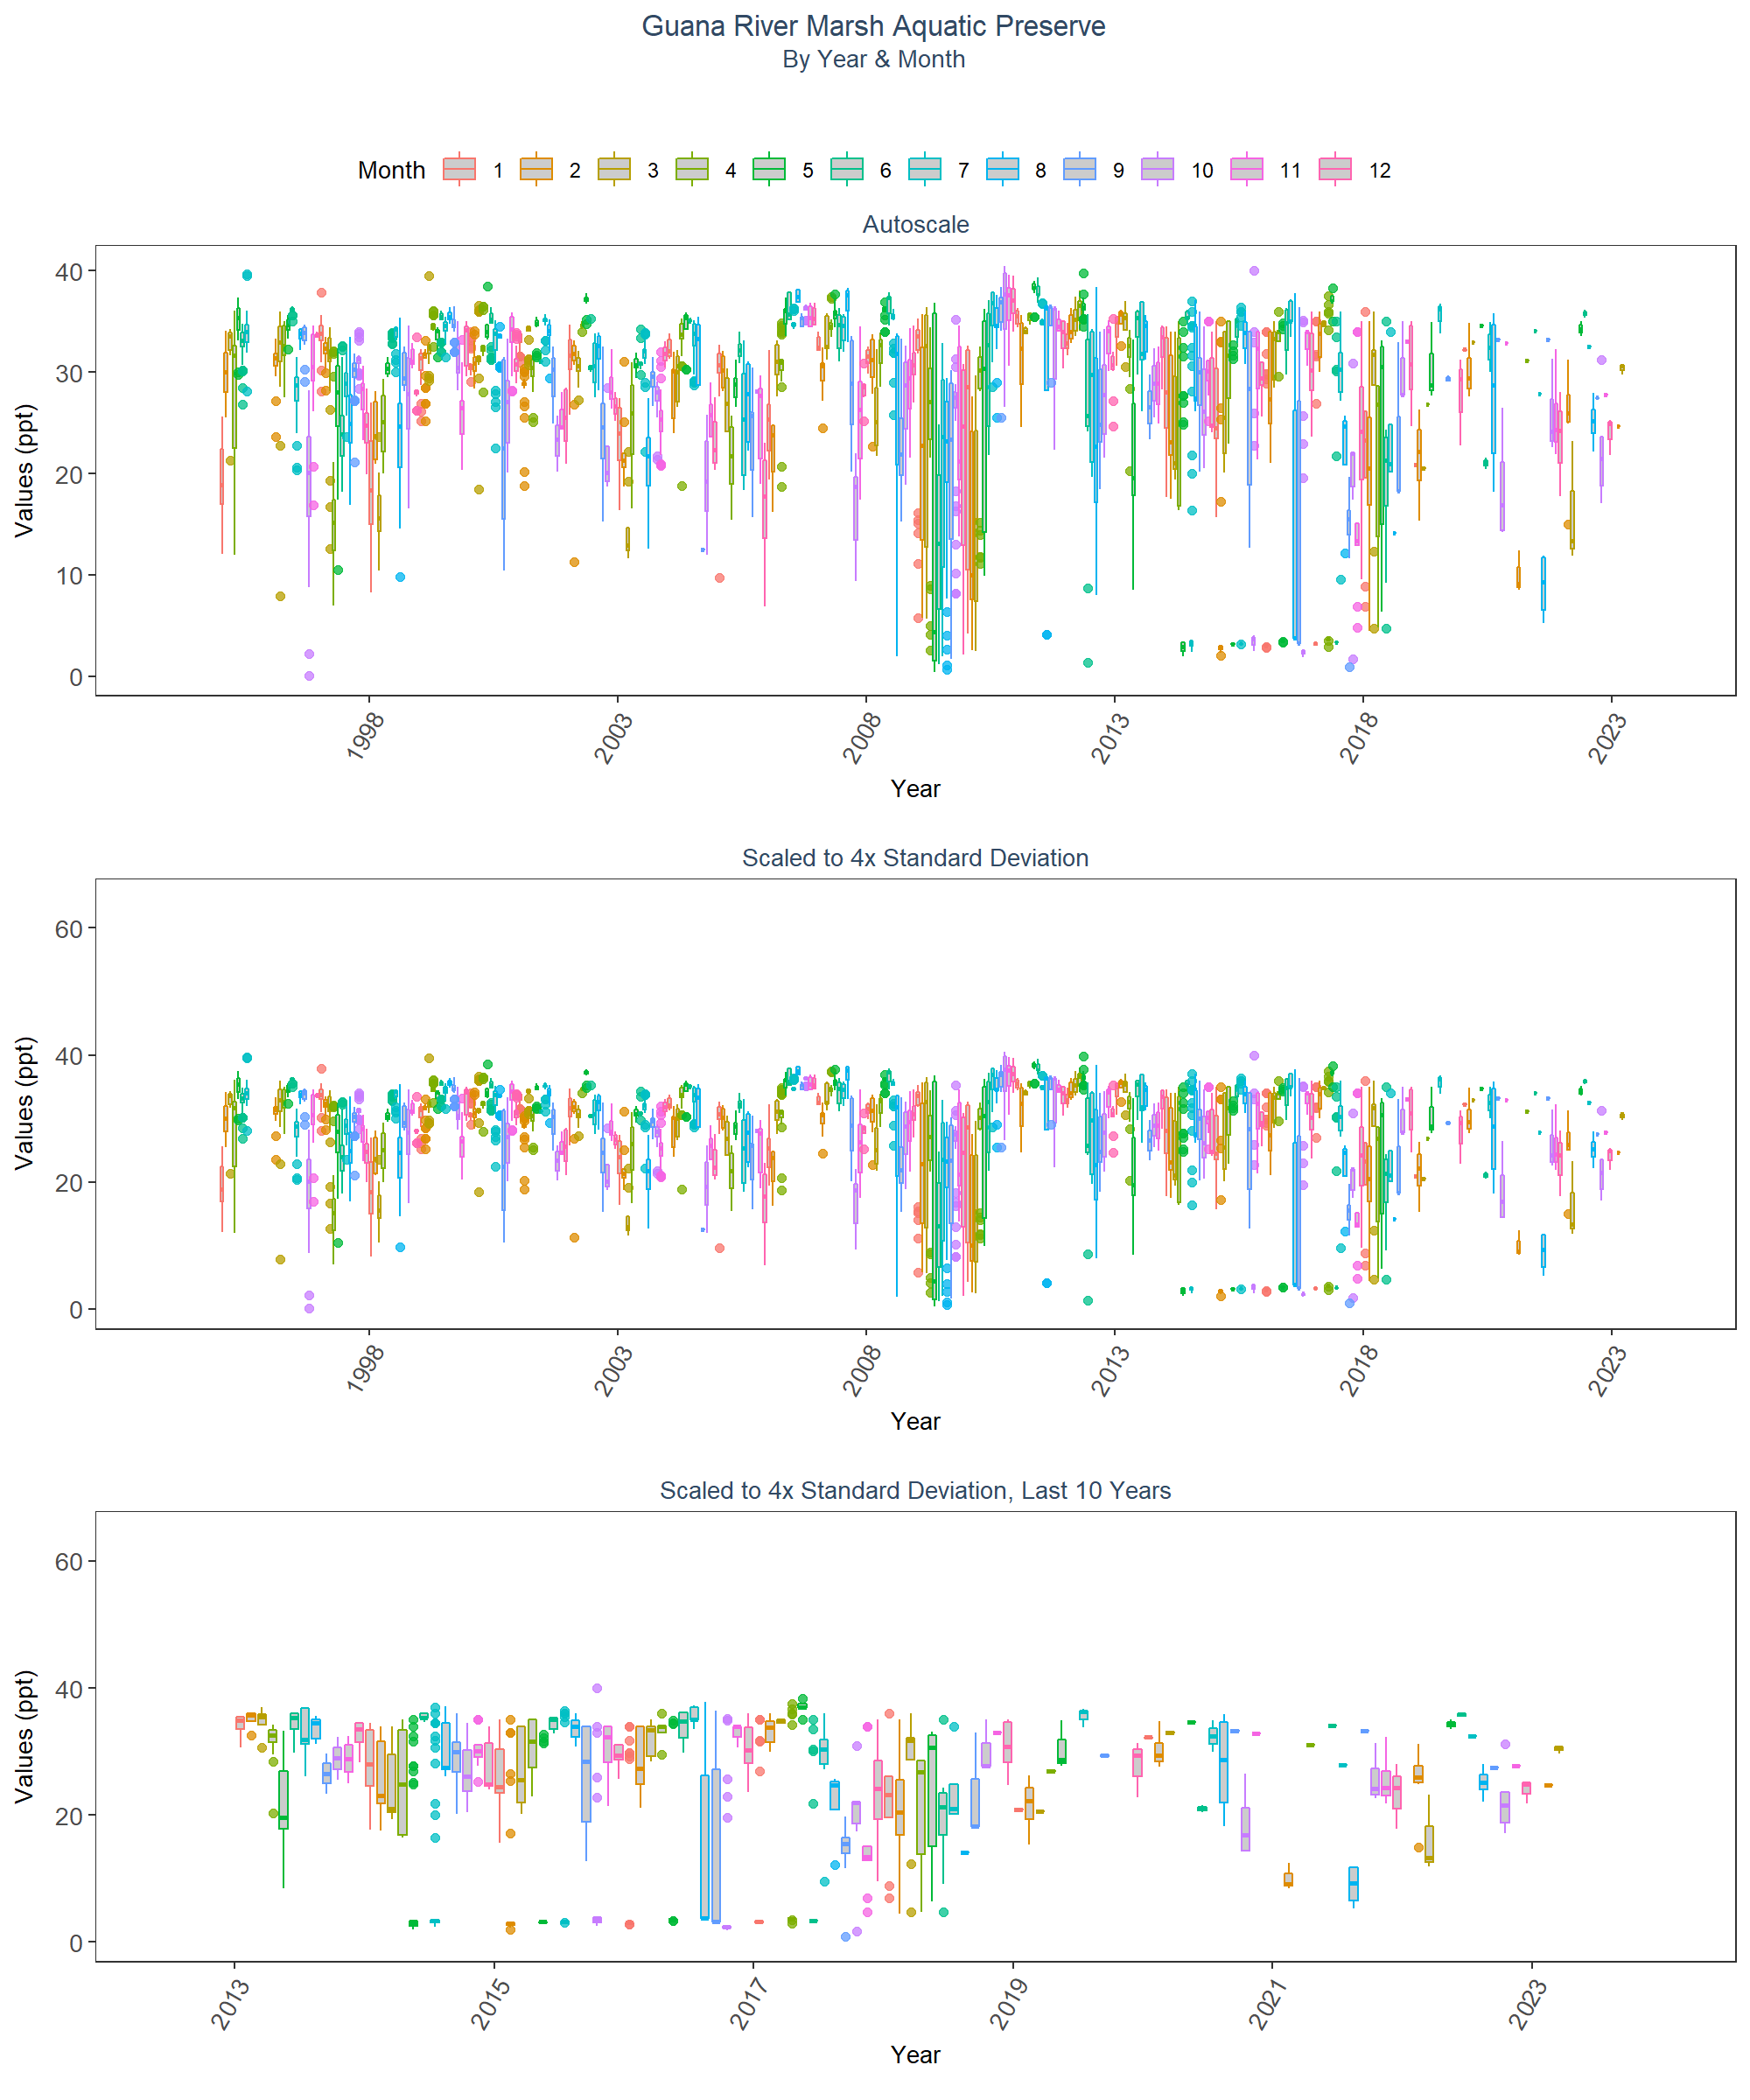 Guana River Marsh Aquatic Preserve
By Year & Month
Month 1 2 3 4 5 6 7 8 9 10 11 12
Autoscale
Values (ppt)
40
30
20
10
0
1998 2003 2008 2013 2018 2023
Year
Scaled to 4x Standard Deviation
Values (ppt)
60
40
20
0
1998 2003 2008 2013 2018 2023
Year
Scaled to 4x Standard Deviation, Last 10 Years
Values (ppt)
60
40
20
0
2013 2015 2017 2019 2021 2023
Year